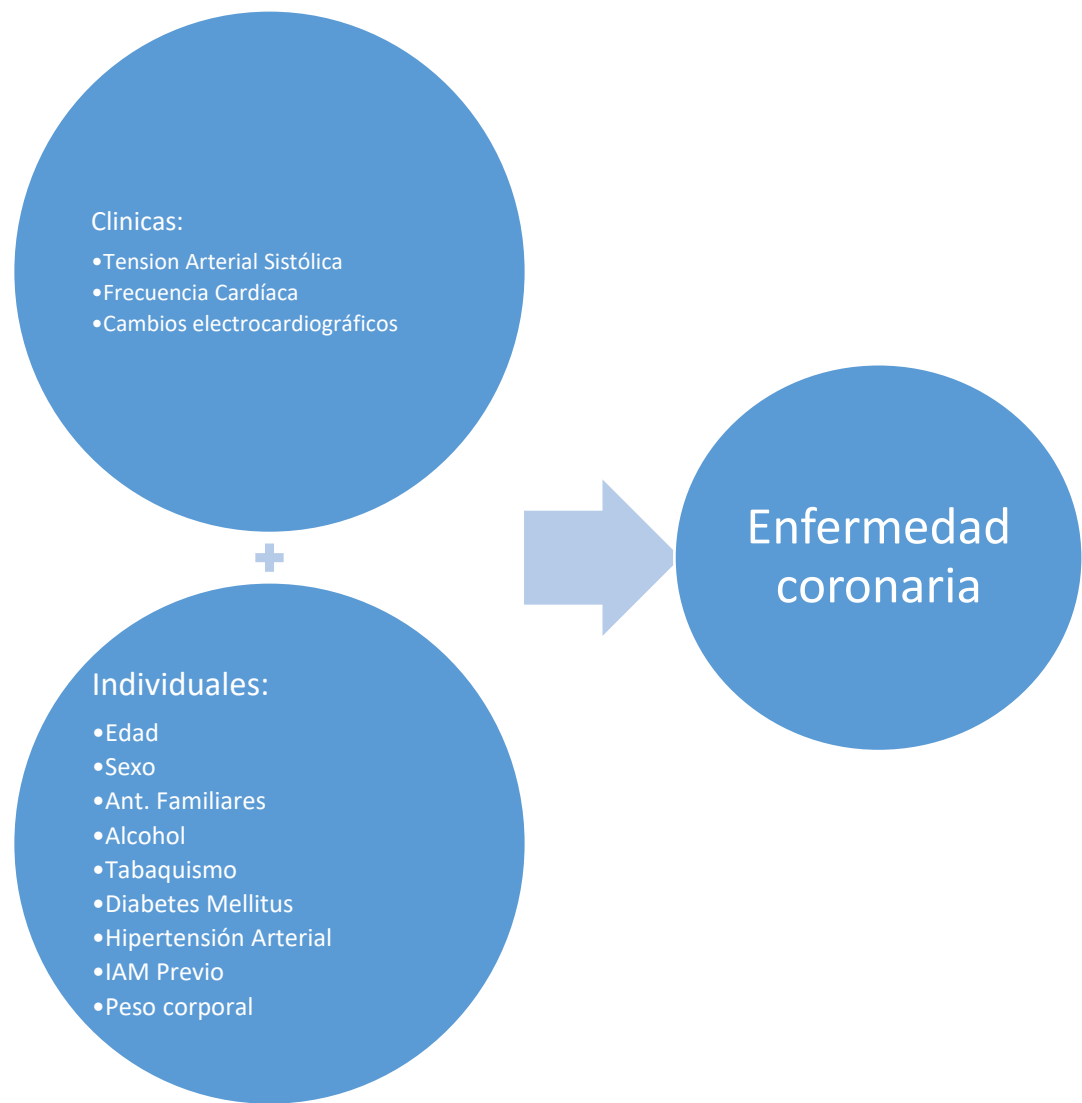 Clinicas:
•Tension Arterial Sistólica
•Frecuencia Cardíaca
•Cambios electrocardiográficos
+
Individuales:
•Edad
•Sexo
•Ant. Familiares
•Alcohol
•Tabaquismo
•Diabetes Mellitus
•Hipertensión Arterial
•IAM Previo
•Peso corporal
Enfermedad
coronaria